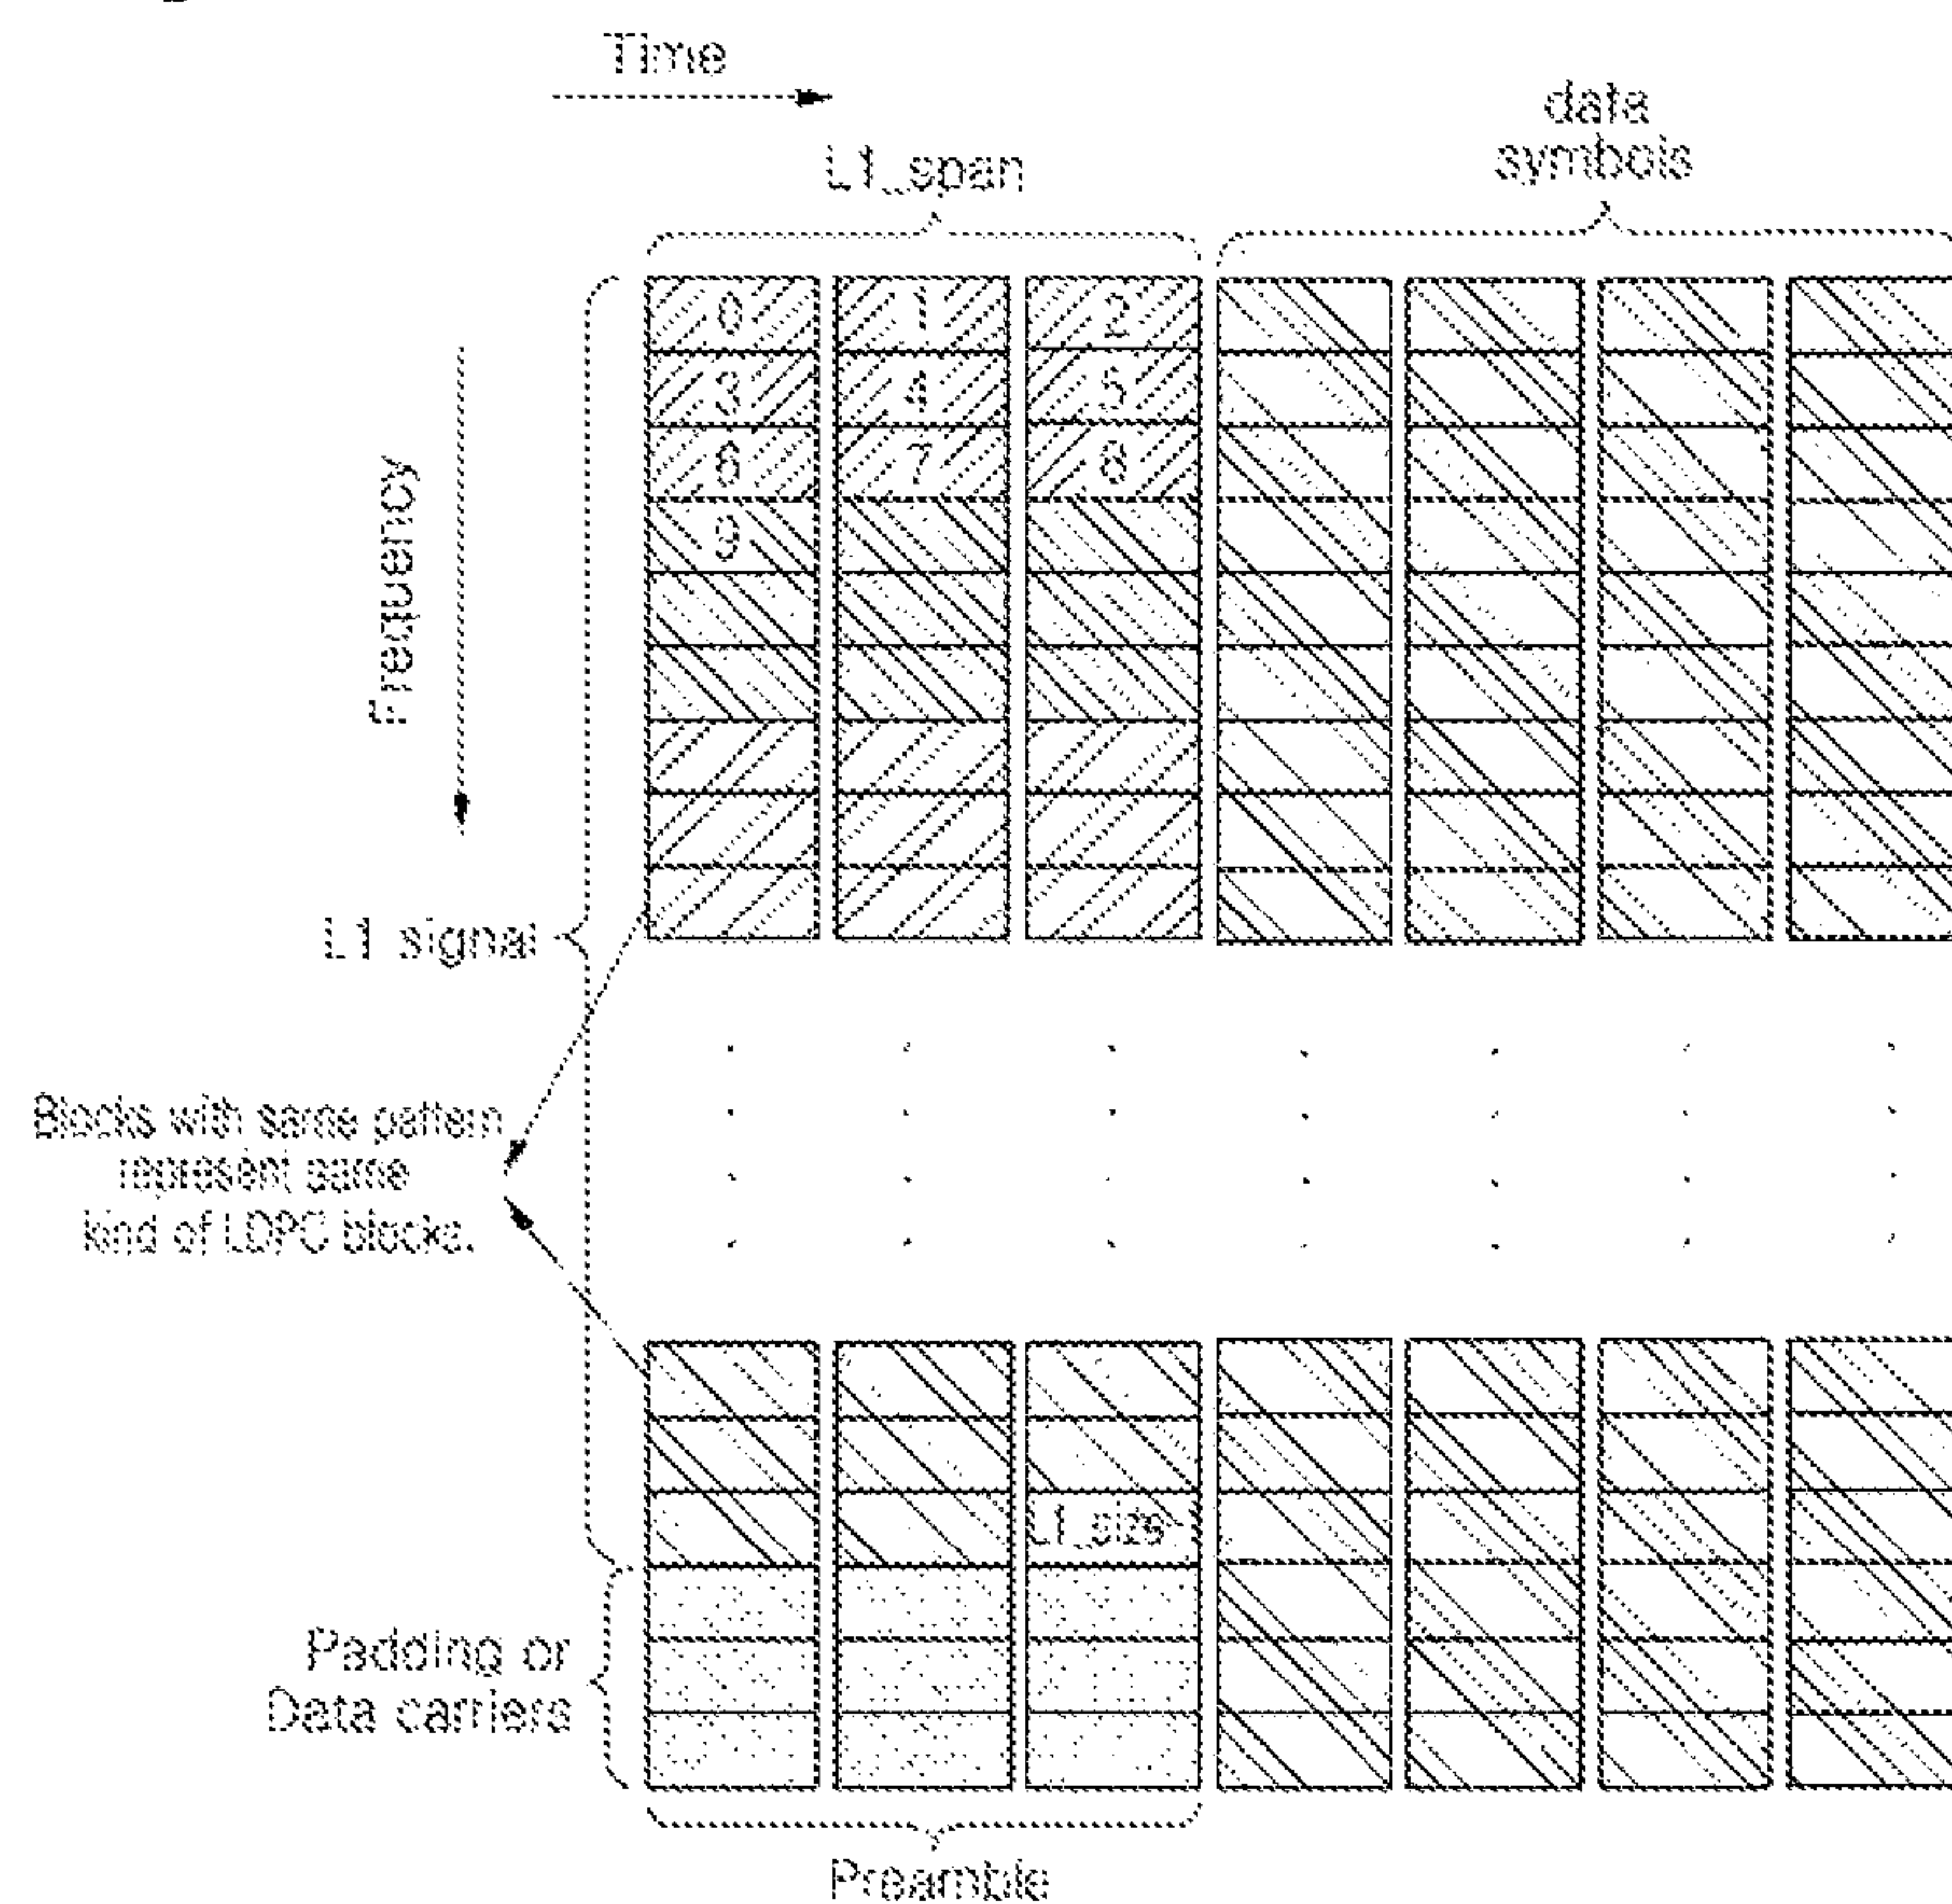 Time
data
symbols
L1_span
0 1 2
3 4 5
6 7 8
9
Frequency
L1 signal
Blocks with same pattern
represent same
kind of LDPC blocks.
L1_size
Padding or
Data carriers
Preamble